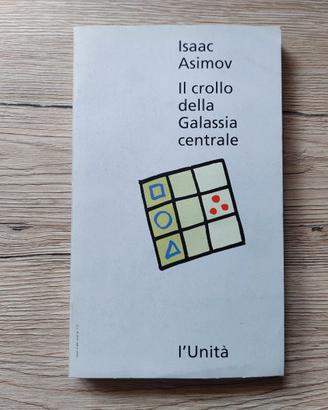 Isaac
Asimov
Il crollo
della
Galassia
centrale
l'Unità